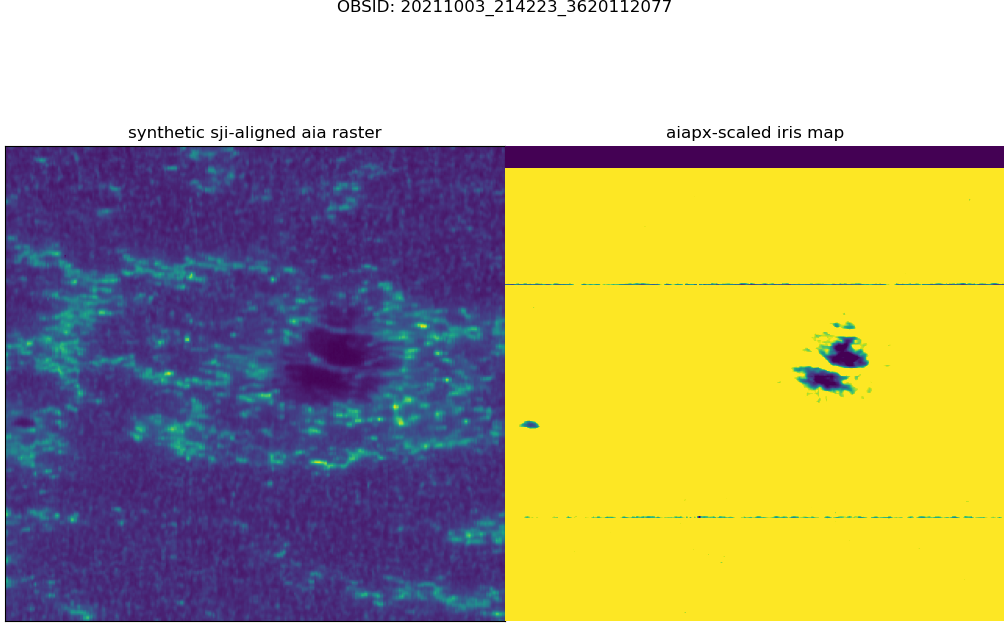 OBSID: 20211003_214223_3620112077
synthetic sji-aligned aia raster
aiapx-scaled iris map